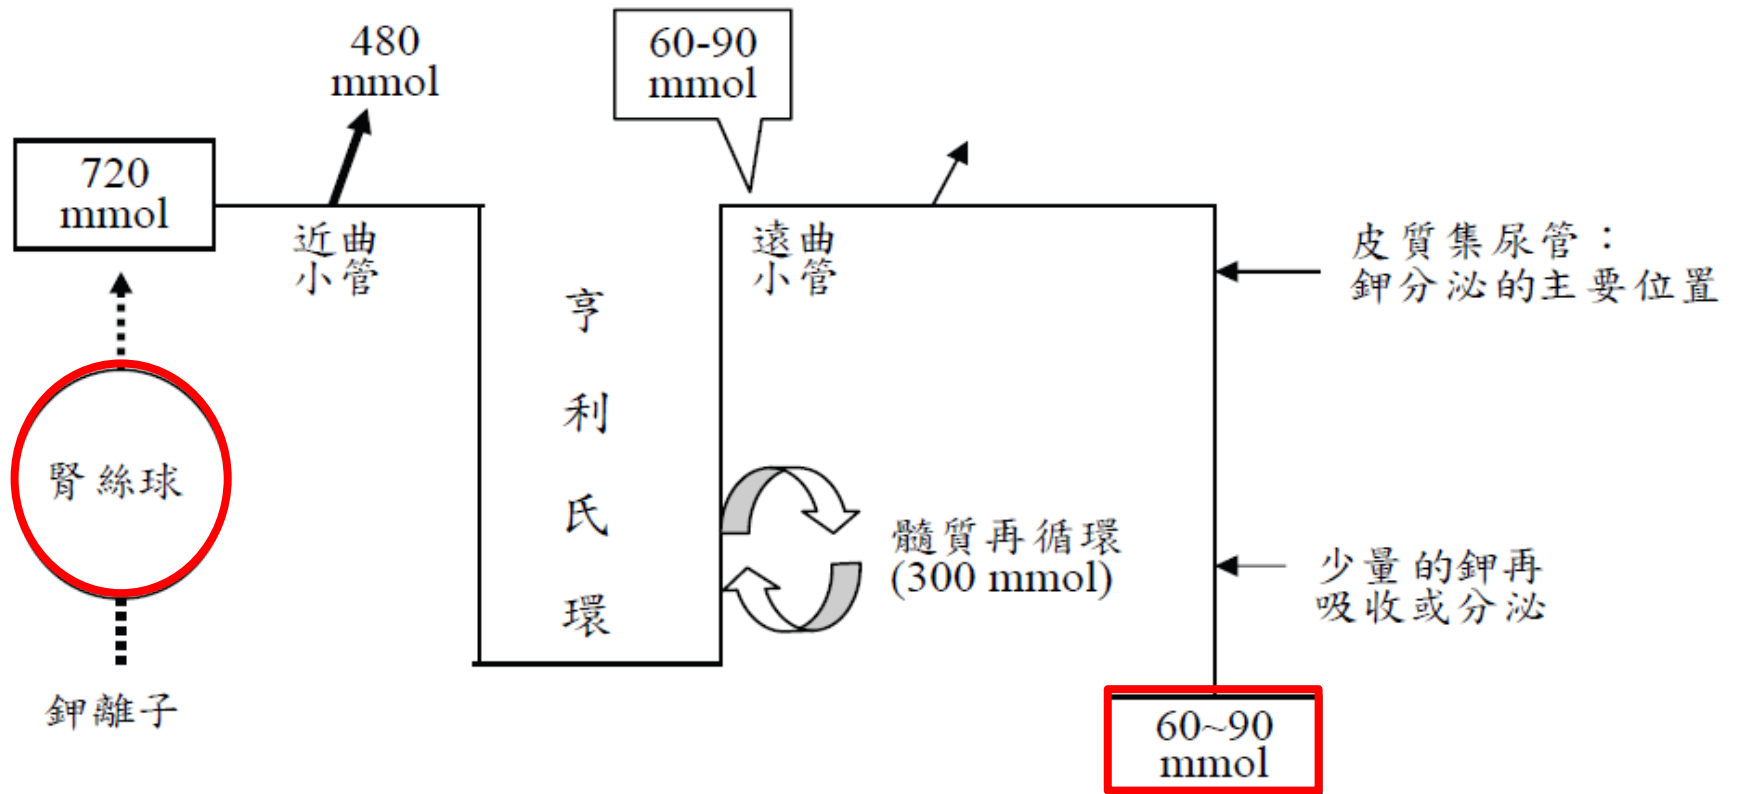 480
mmol
60-90
mmol
720
mmol
近曲
小管
遠曲
小管
皮質集尿管：
鉀分泌的主要位置
亨
利
氏
環
腎絲球
髓質再循環
(300 mmol)
少量的鉀再
吸收或分泌
鉀離子
60~90
mmol